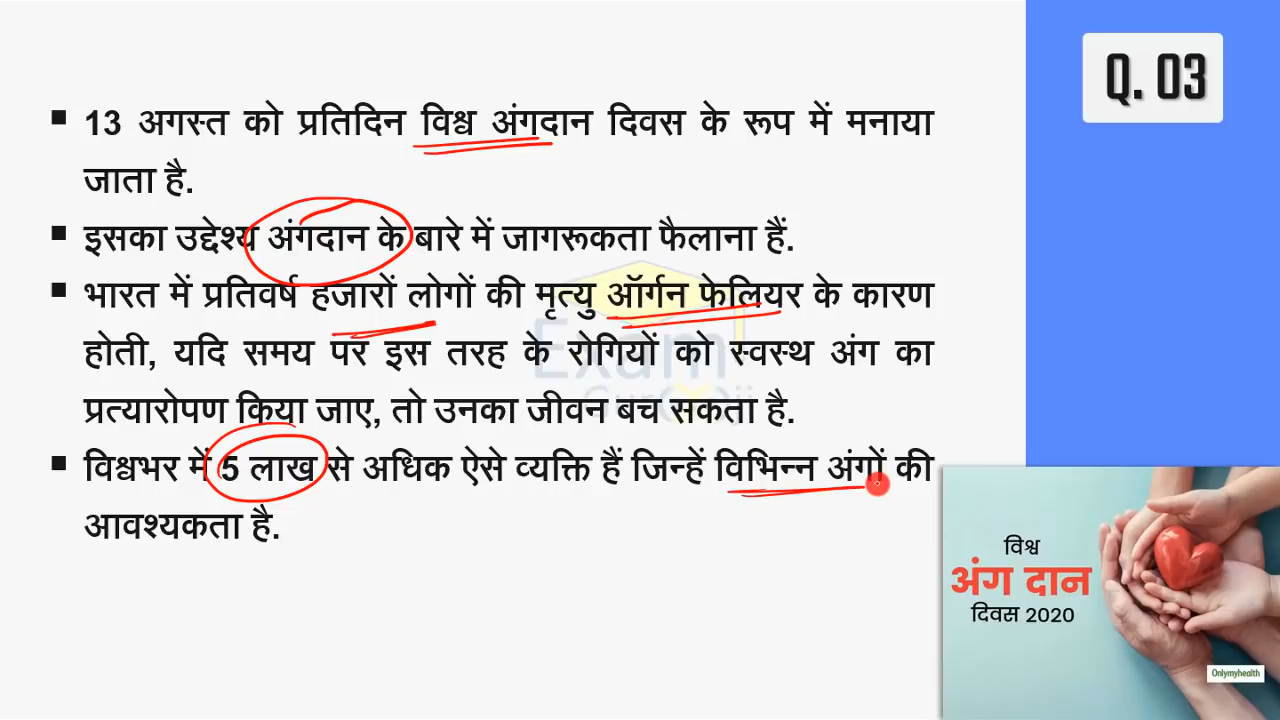 Q. 03
▪ 13 अगस्त को प्रतिदिन विश्व अंगदान दिवस के रूप में मनाया
जाता है.
▪ इसका उद्देश्य अंगदान के बारे में जागरूकता फैलाना हैं.
▪ भारत में प्रतिवर्ष हजारों लोगों की मृत्यु ऑर्गन फेलियर के कारण
होती, यदि समय पर इस तरह के रोगियों को स्वस्थ अंग का
प्रत्यारोपण किया जाए, तो उनका जीवन बच सकता है.
▪ विश्वभर में 5 लाख से अधिक ऐसे व्यक्ति हैं जिन्हें विभिन्न अंगों की
आवश्यकता है.
Exam
विश्व
अंग दान
दिवस 2020
Onlymyhealth